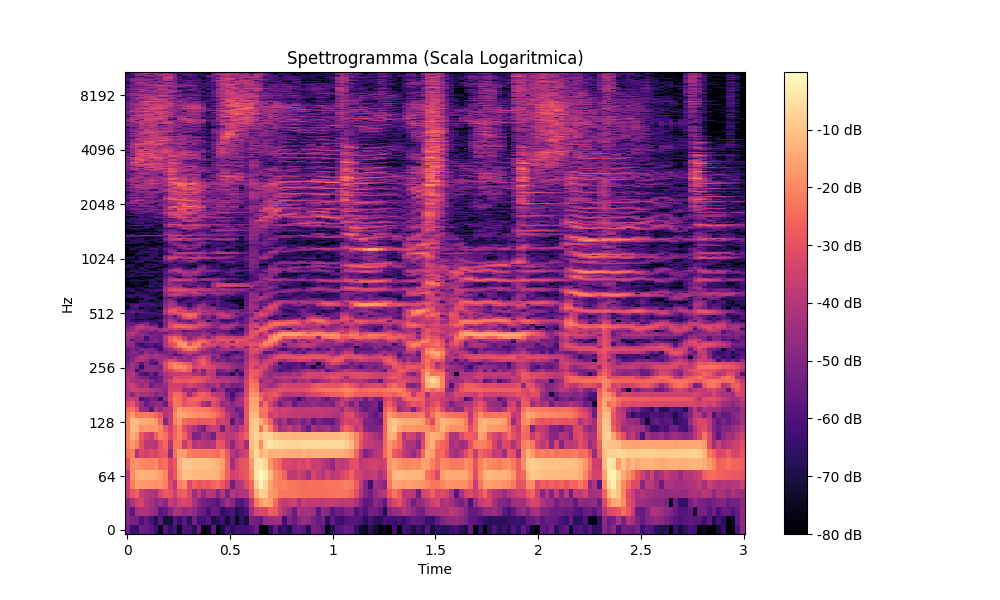 Spettrogramma (Scala Logaritmica)
8192
4096
2048
1024
512
256
128
64
0
Hz
0 0.5 1 1.5 2 2.5 3
Time
-10 dB
-20 dB
-30 dB
-40 dB
-50 dB
-60 dB
-70 dB
-80 dB